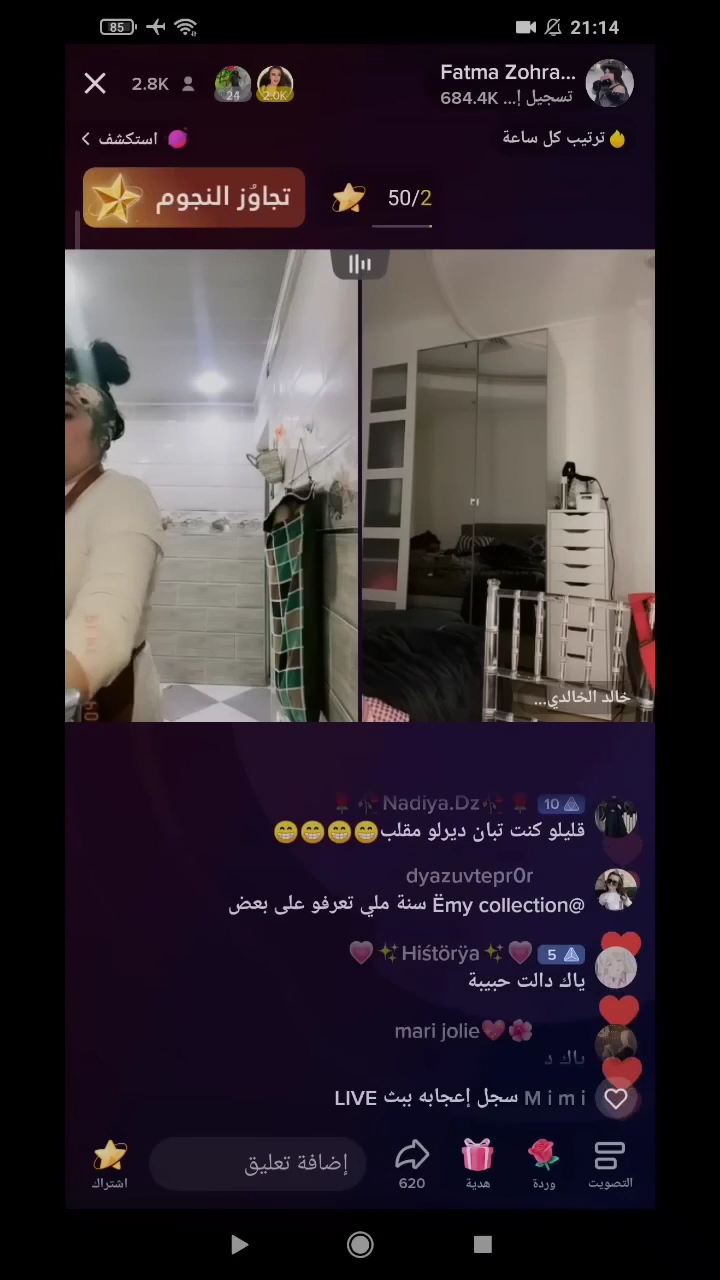 85
21:14
2.8K
24
2.0K
Fatma Zohra...
684.4K تسجيل إ...
استكشف
ترتيب كل ساعة
تجاوُز النجوم
50/2
خالد الخالدي...
Nadiya.Dz 10
قليلو كنت تبان ديرلو مقلب😁😁😁😁
dyazuvtepr0r
@Ëmy collection سنة ملي تعرفو على بعض
💗✨Hiśtörÿa✨💗 5
ياك دالت حبيبة
mari jolie💖🌸
ياك د
M i m i سجل إعجابه ببث LIVE
اشتراك
إضافة تعليق
620
هدية
وردة
التصويت